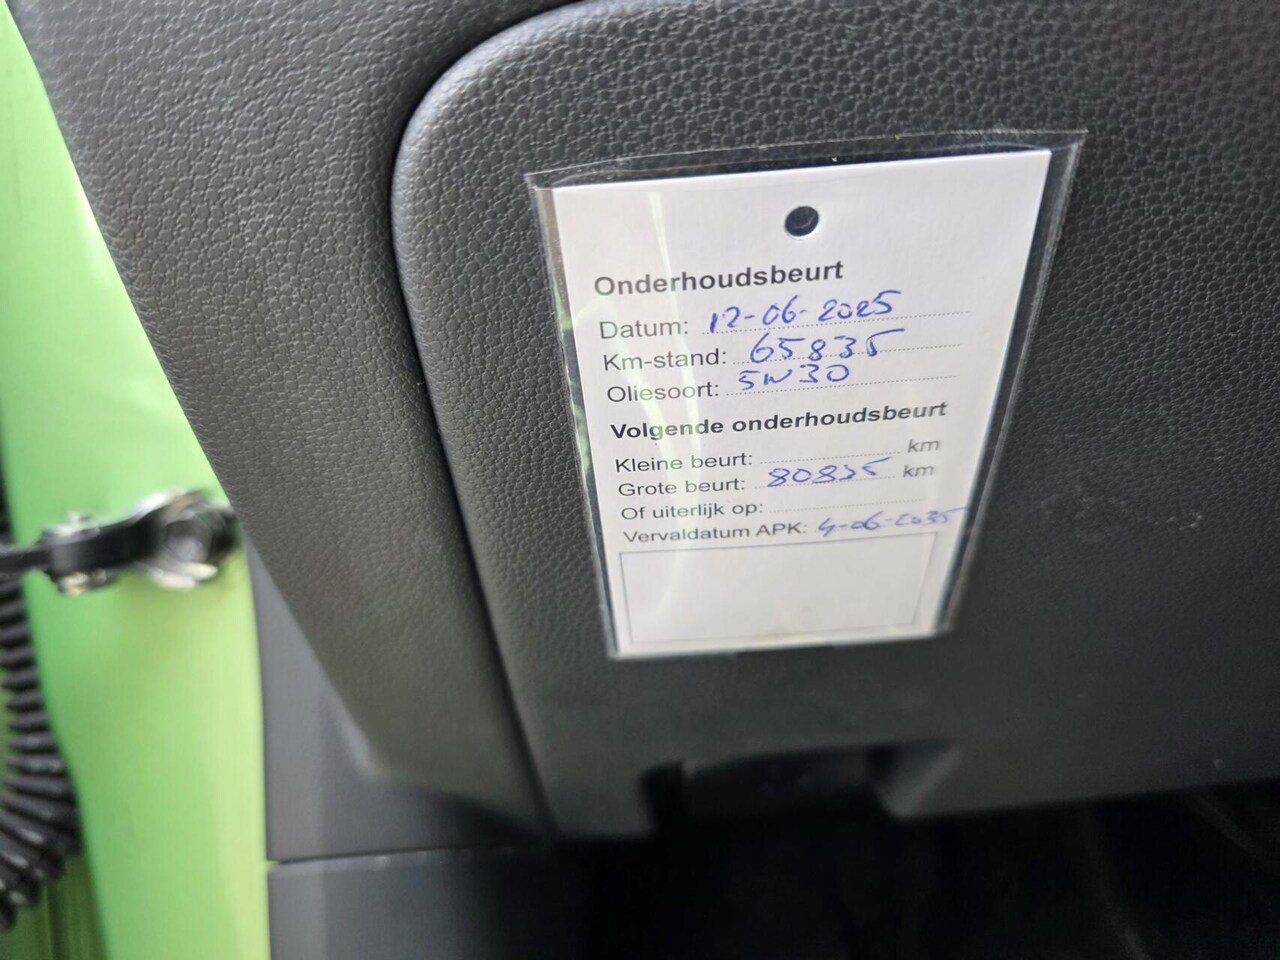 Onderhoudsbeurt
Datum: 12-06-2025
Km-stand: 65835
Oliesoort: 5W30
Volgende onderhoudsbeurt
Kleine beurt: km
Grote beurt: 80835 km
Of uiterlijk op:
Vervaldatum APK: 4-06-2035